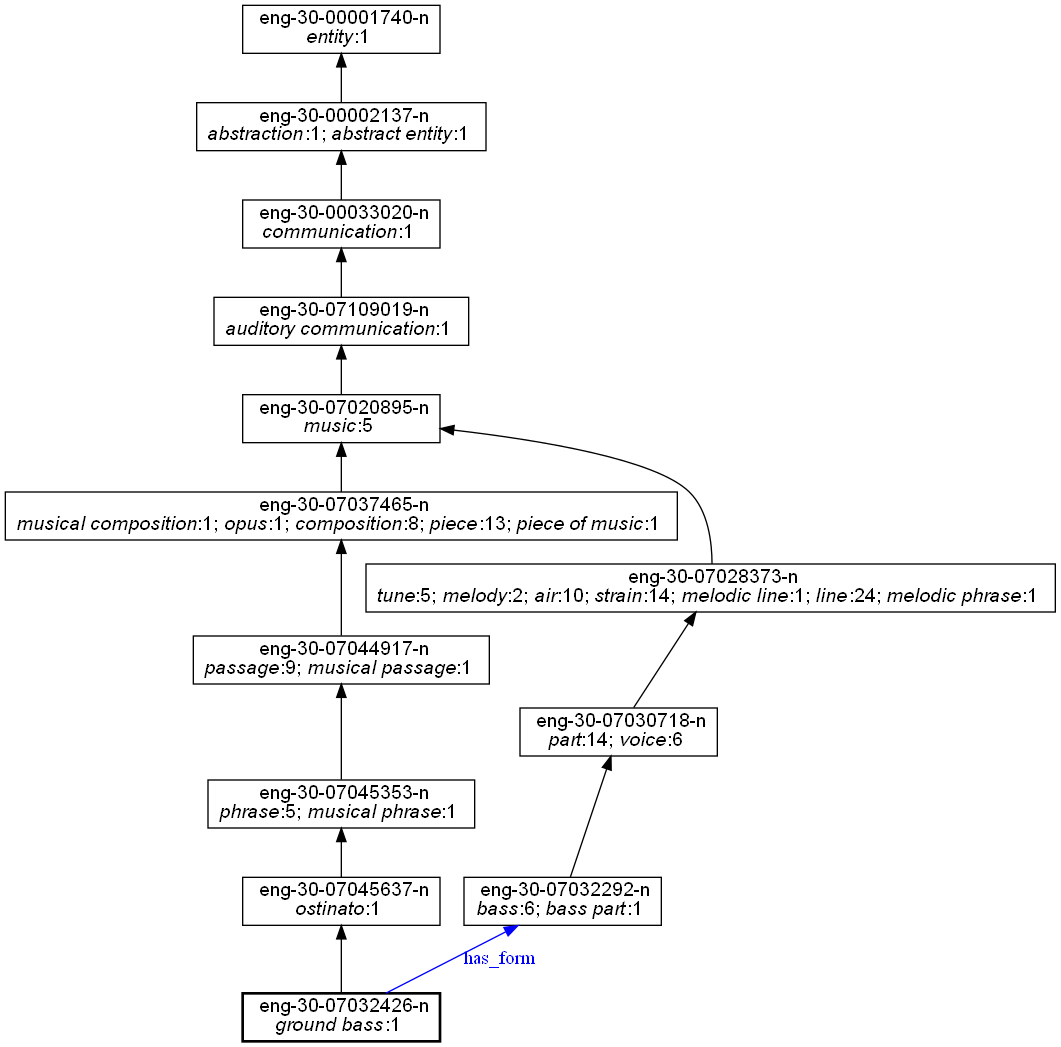 eng-30-00001740-n
entity:1
eng-30-00002137-n
abstraction:1; abstract entity:1
eng-30-00033020-n
communication:1
eng-30-07109019-n
auditory communication:1
eng-30-07020895-n
music:5
eng-30-07037465-n
musical composition:1; opus:1; composition:8; piece:13; piece of music:1
eng-30-07028373-n
tune:5; melody:2; air:10; strain:14; melodic line:1; line:24; melodic phrase:1
eng-30-07044917-n
passage:9; musical passage:1
eng-30-07030718-n
part:14; voice:6
eng-30-07045353-n
phrase:5; musical phrase:1
eng-30-07045637-n
ostinato:1
eng-30-07032292-n
bass:6; bass part:1
has_form
eng-30-07032426-n
ground bass:1